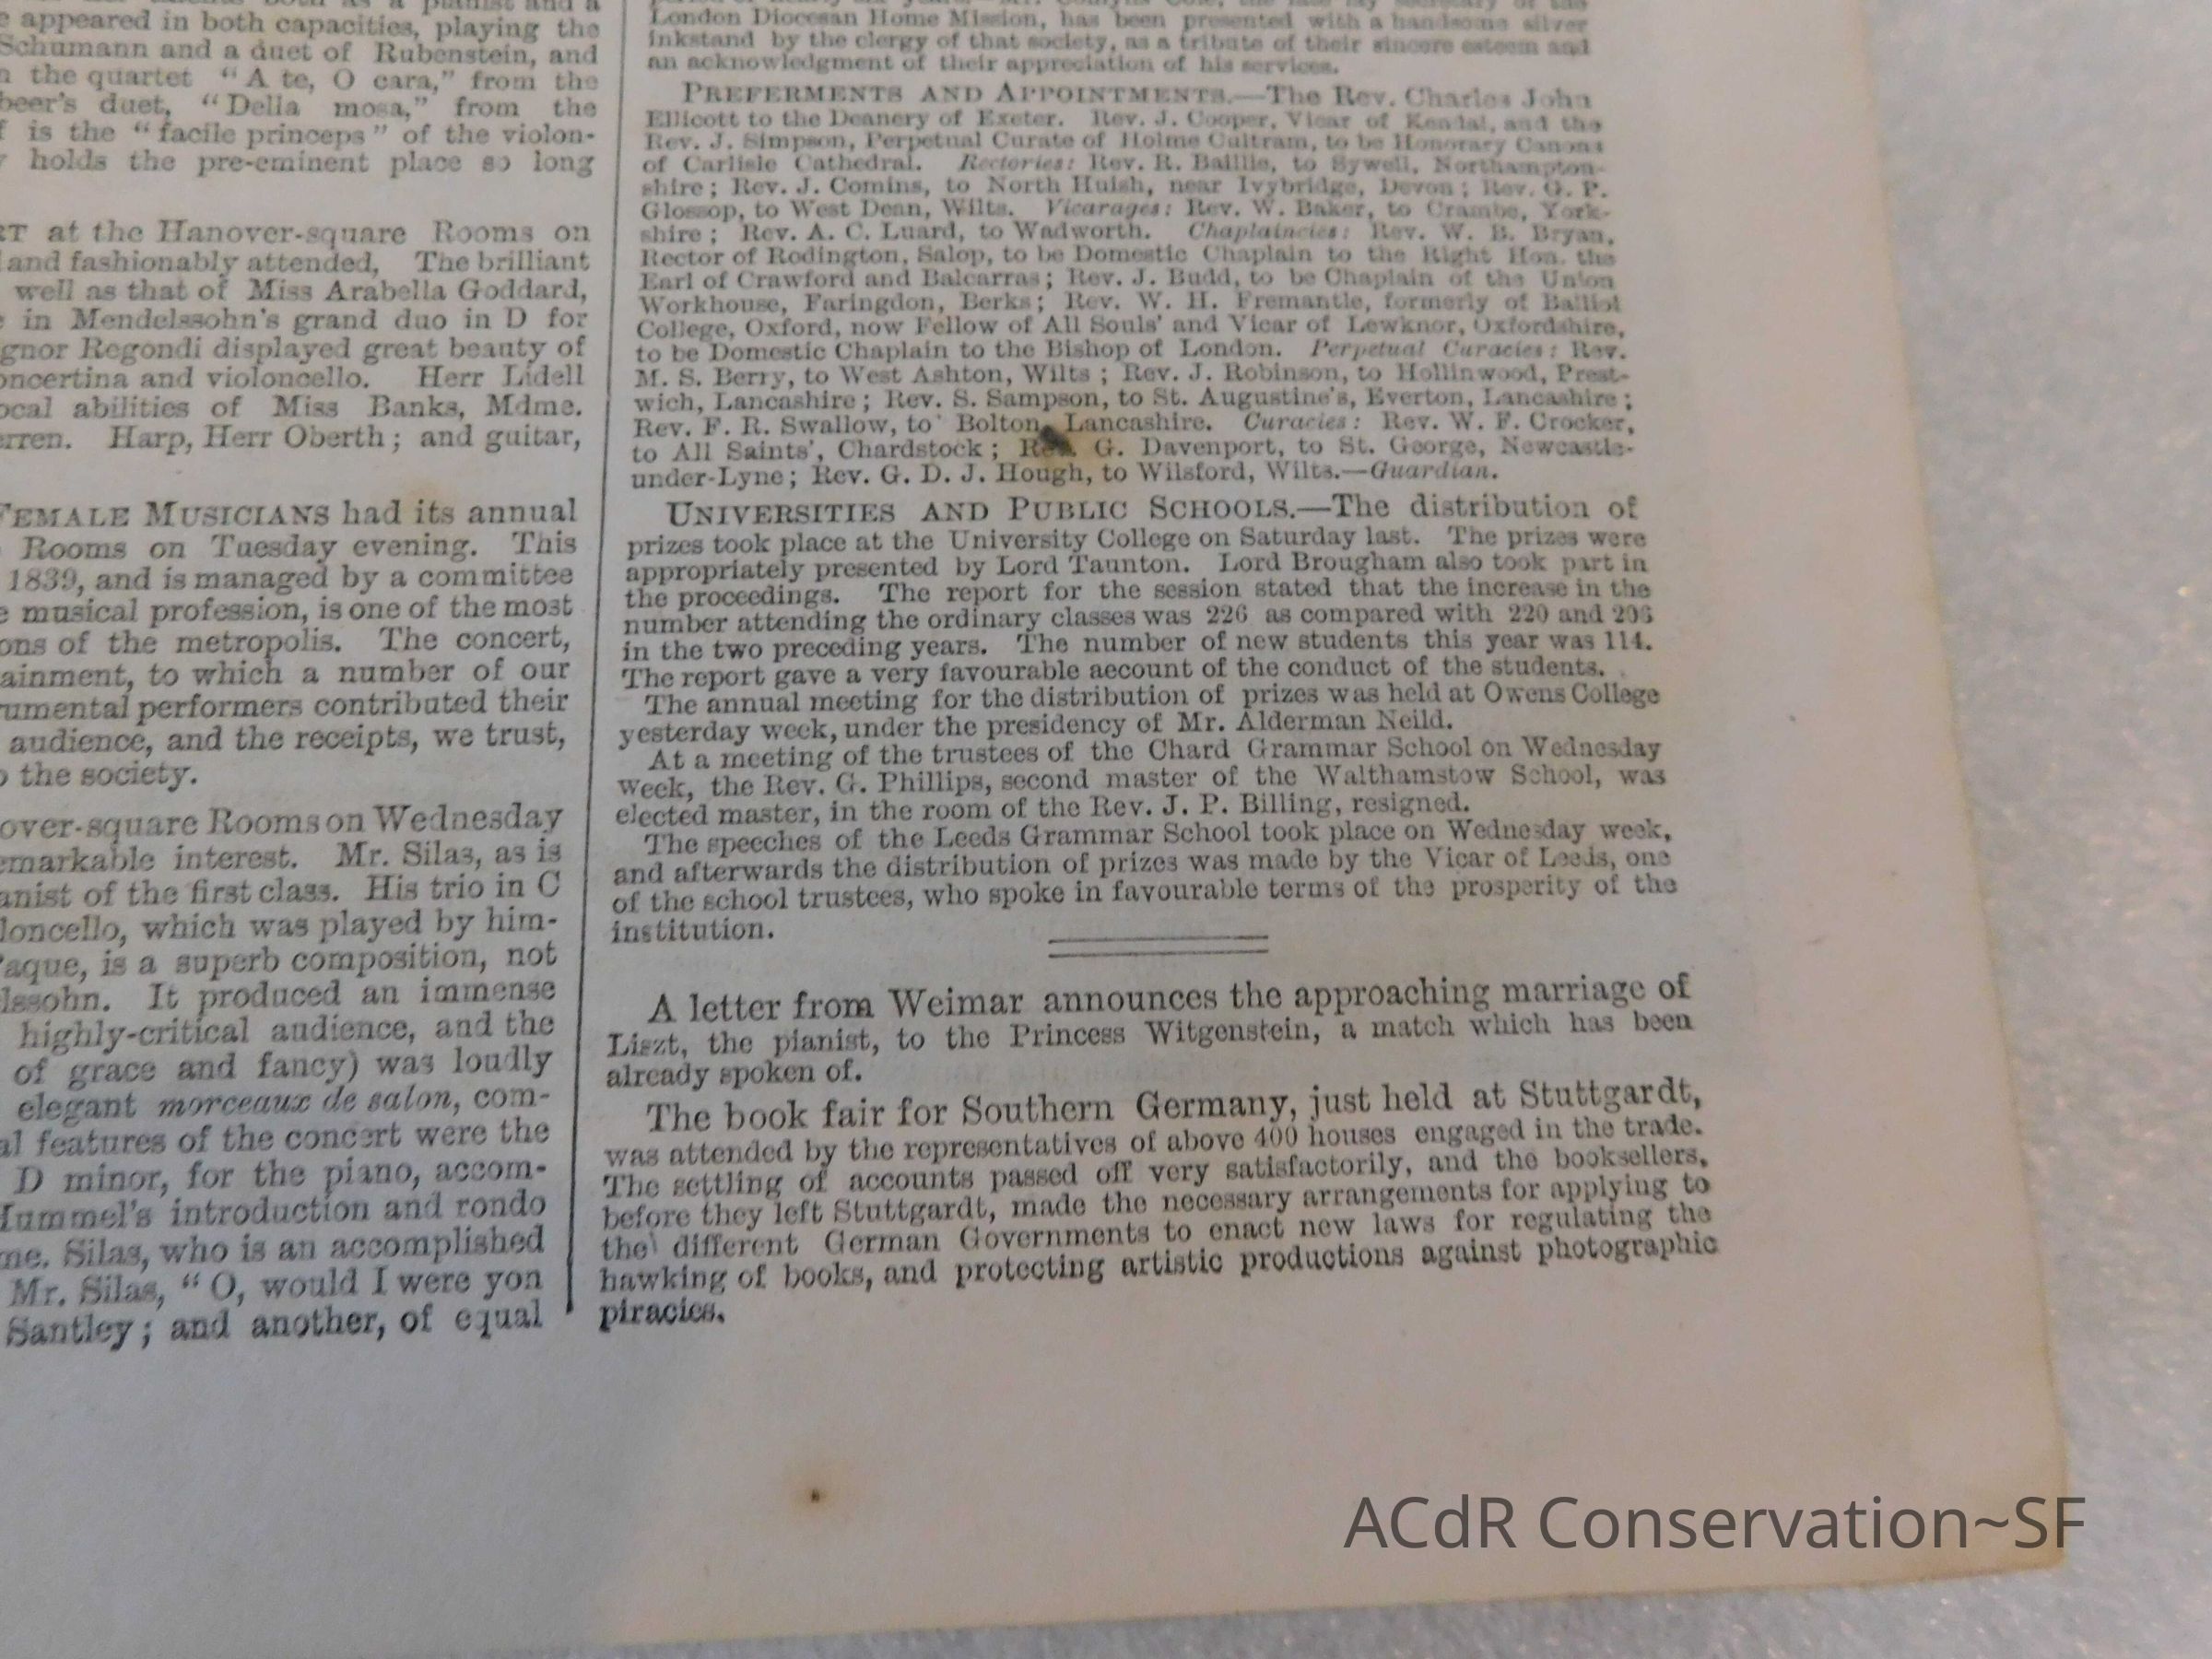 appeared in both capacities, playing the
Schumann and a duet of Rubenstein, and
the quartet "A te, O cara," from the
beer's duet, "Della mosa," from the
is the "facile princeps" of the violon-
holds the pre-eminent place so long
RT at the Hanover-square Rooms on
and fashionably attended, The brilliant
well as that of Miss Arabella Goddard,
in Mendelssohn's grand duo in D for
gnor Regondi displayed great beauty of
oncertina and violoncello. Herr Lidell
ocal abilities of Miss Banks, Mdme.
erren. Harp, Herr Oberth; and guitar,
FEMALE MUSICIANS had its annual
Rooms on Tuesday evening. This
1839, and is managed by a committee
musical profession, is one of the most
ons of the metropolis. The concert,
ainment, to which a number of our
rumental performers contributed their
audience, and the receipts, we trust,
the society.
over-square Rooms on Wednesday
emarkable interest. Mr. Silas, as is
anist of the first class. His trio in C
loncello, which was played by him-
aque, is a superb composition, not
lssohn. It produced an immense
highly-critical audience, and the
of grace and fancy) was loudly
elegant morceaux de salon, com-
al features of the concert were the
D minor, for the piano, accom-
Hummel's introduction and rondo
me. Silas, who is an accomplished
Mr. Silas, "O, would I were yon
Santley; and another, of equal
London Diocesan Home Mission, has been presented with a handsome silver
inkstand by the clergy of that society, as a tribute of their sincere esteem and
an acknowledgment of their appreciation of his services.
PREFERMENTS AND APPOINTMENTS.—The Rev. Charles John
Ellicott to the Deanery of Exeter. Rev. J. Cooper, Vicar of Kendal, and the
Rev. J. Simpson, Perpetual Curate of Holme Cultram, to be Honorary Canons
of Carlisle Cathedral. Rectories: Rev. R. Baillie, to Sywell, Northampton-
shire; Rev. J. Comins, to North Huish, near Ivybridge, Devon; Rev. G. P.
Glossop, to West Dean, Wilts. Vicarages: Rev. W. Baker, to Crambe, York-
shire; Rev. A. C. Luard, to Wadworth. Chaplaincies: Rev. W. B. Bryan,
Rector of Rodington, Salop, to be Domestic Chaplain to the Right Hon. the
Earl of Crawford and Balcarras; Rev. J. Budd, to be Chaplain of the Union
Workhouse, Faringdon, Berks; Rev. W. H. Fremantle, formerly of Balliol
College, Oxford, now Fellow of All Souls' and Vicar of Lewknor, Oxfordshire,
to be Domestic Chaplain to the Bishop of London. Perpetual Curacies: Rev.
M. S. Berry, to West Ashton, Wilts; Rev. J. Robinson, to Hollinwood, Prest-
wich, Lancashire; Rev. S. Sampson, to St. Augustine's, Everton, Lancashire;
Rev. F. R. Swallow, to Bolton, Lancashire. Curacies: Rev. W. F. Crocker,
to All Saints', Chardstock; Rev. G. Davenport, to St. George, Newcastle-
under-Lyne; Rev. G. D. J. Hough, to Wilsford, Wilts.—Guardian.
UNIVERSITIES AND PUBLIC SCHOOLS.—The distribution of
prizes took place at the University College on Saturday last. The prizes were
appropriately presented by Lord Taunton. Lord Brougham also took part in
the proceedings. The report for the session stated that the increase in the
number attending the ordinary classes was 226 as compared with 220 and 206
in the two preceding years. The number of new students this year was 114.
The report gave a very favourable aecount of the conduct of the students.
The annual meeting for the distribution of prizes was held at Owens College
yesterday week, under the presidency of Mr. Alderman Neild.
At a meeting of the trustees of the Chard Grammar School on Wednesday
week, the Rev. G. Phillips, second master of the Walthamstow School, was
elected master, in the room of the Rev. J. P. Billing, resigned.
The speeches of the Leeds Grammar School took place on Wednesday week,
and afterwards the distribution of prizes was made by the Vicar of Leeds, one
of the school trustees, who spoke in favourable terms of the prosperity of the
institution.
A letter from Weimar announces the approaching marriage of
Liszt, the pianist, to the Princess Witgenstein, a match which has been
already spoken of.
The book fair for Southern Germany, just held at Stuttgardt,
was attended by the representatives of above 400 houses engaged in the trade.
The settling of accounts passed off very satisfactorily, and the booksellers,
before they left Stuttgardt, made the necessary arrangements for applying to
the different German Governments to enact new laws for regulating the
hawking of books, and protecting artistic productions against photographic
piracies.
ACdR Conservation~SF